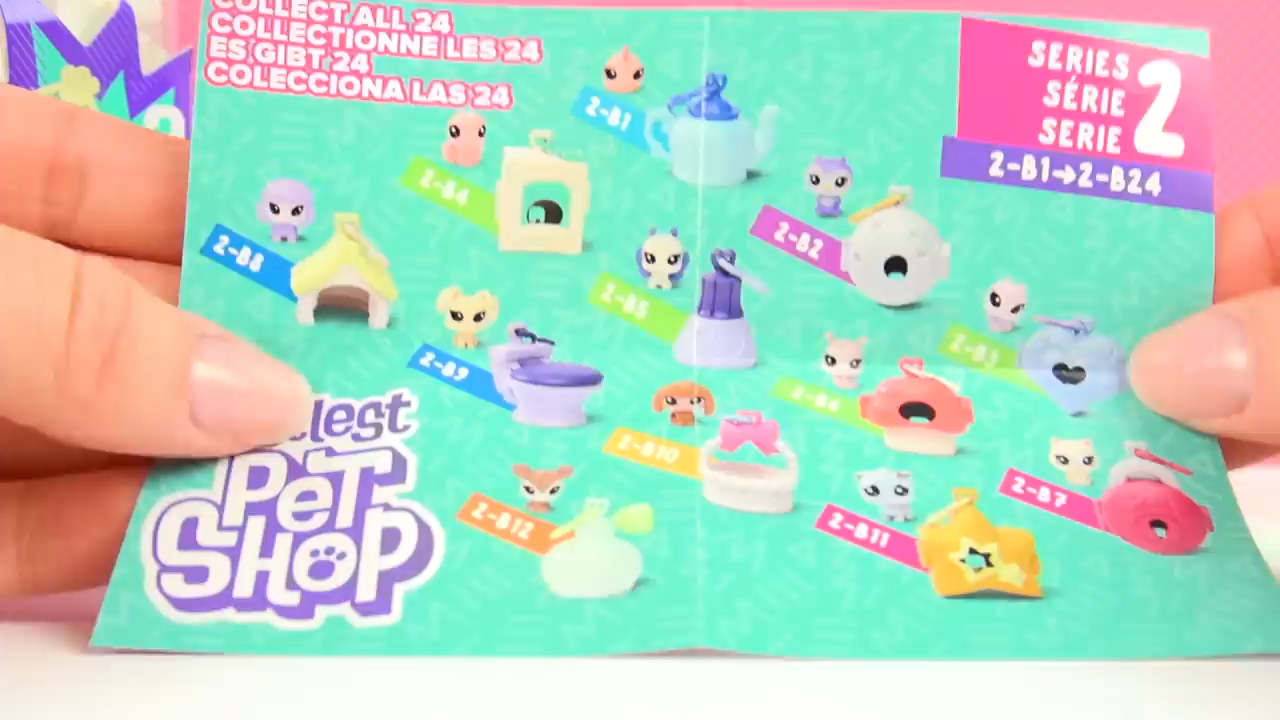 COLLECT ALL 24
COLLECTIONNE LES 24
ES GIBT 24
COLECCIONA LAS 24
SERIES
SÉRIE
SERIE
2
2-B1→2-B24
2-B1
2-B4
2-B2
2-B8
2-B5
2-B3
2-B9
2-B6
2-B10
2-B7
2-B12
2-B11
PET
SHOP